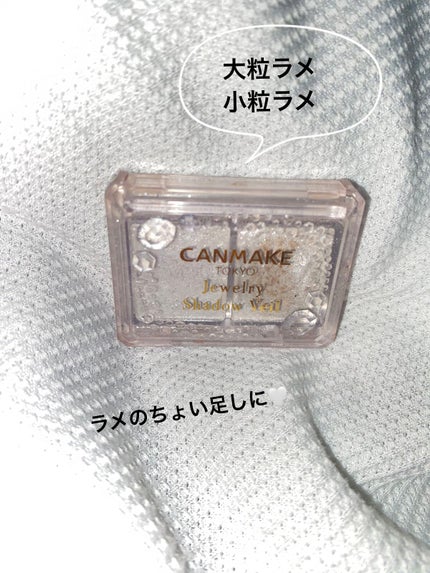 大粒ラメ
小粒ラメ
CANMAKE
TOKYO
Jewelry
Shadow Veil
ラメのちょい足しに